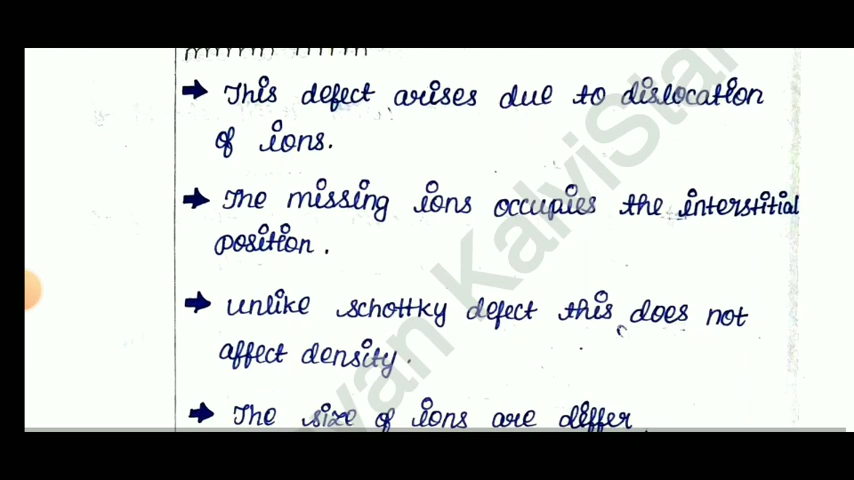 ➔ This defect arises due to dislocation
of ions.
➔ The missing ions occupies the interstitial
position.
➔ unlike schottky defect this does not
affect density.
➔ The size of ions are differ.